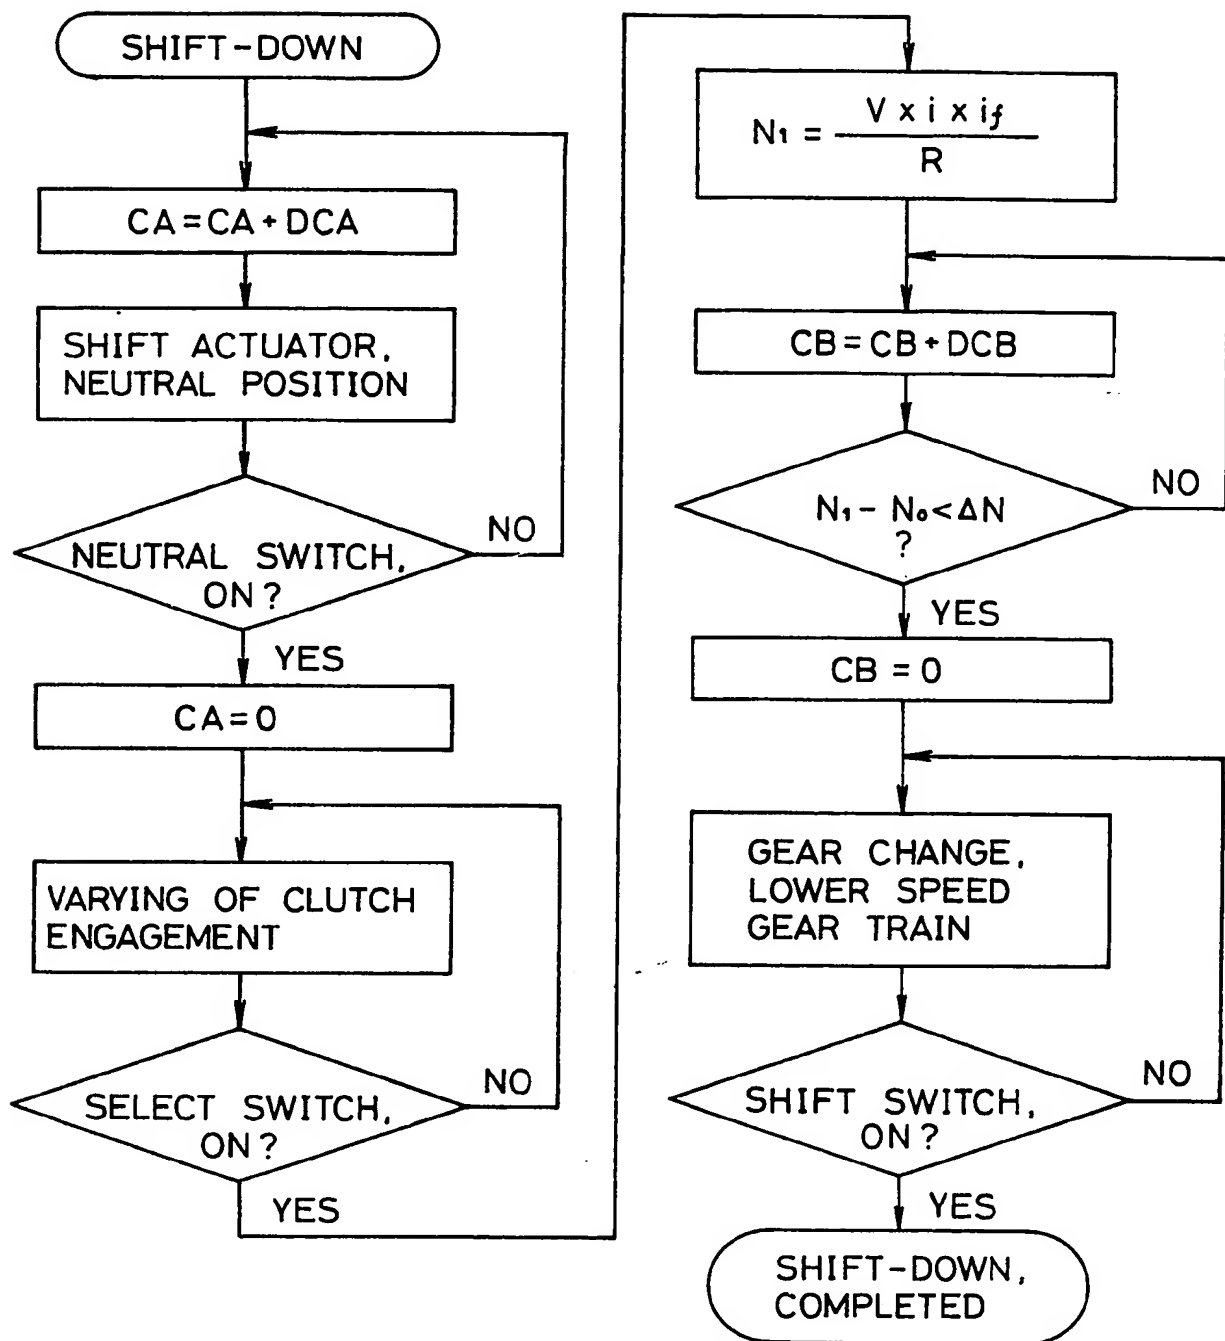 SHIFT-DOWN
CA=CA+DCA
SHIFT ACTUATOR,
NEUTRAL POSITION
NEUTRAL SWITCH,
ON?
NO
YES
CA=0
VARYING OF CLUTCH
ENGAGEMENT
SELECT SWITCH,
ON?
NO
YES
N₁ = V x i x i_f / R
CB=CB+DCB
N₁ - N₀<ΔN
?
NO
YES
CB = 0
GEAR CHANGE,
LOWER SPEED
GEAR TRAIN
SHIFT SWITCH,
ON?
NO
YES
SHIFT-DOWN,
COMPLETED